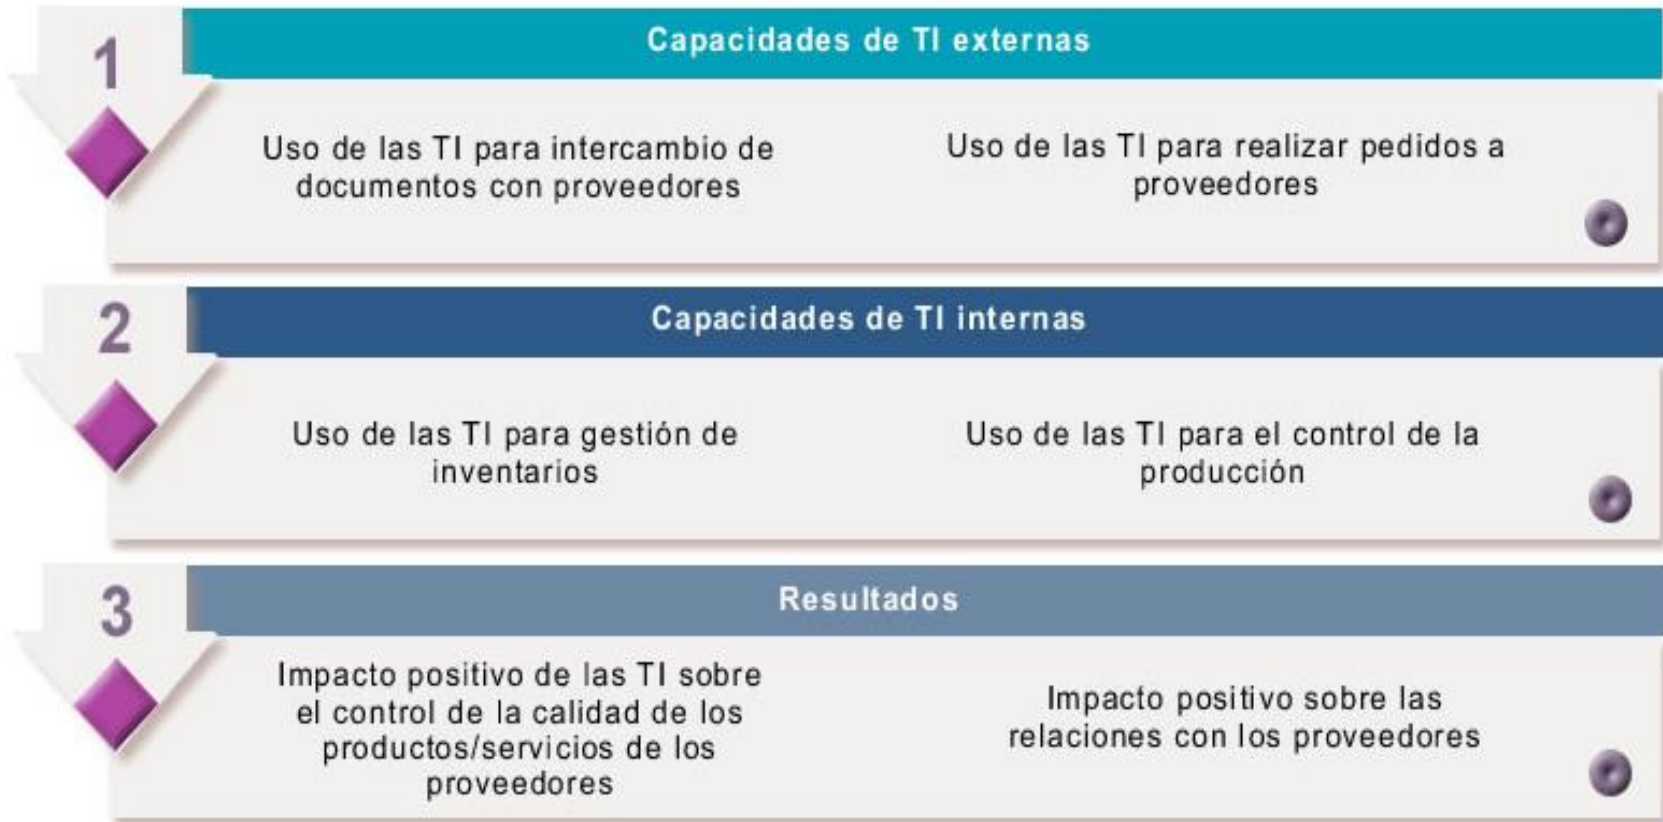 1
Capacidades de TI externas
Uso de las TI para intercambio de
documentos con proveedores
Uso de las TI para realizar pedidos a
proveedores
2
Capacidades de TI internas
Uso de las TI para gestión de
inventarios
Uso de las TI para el control de la
producción
3
Resultados
Impacto positivo de las TI sobre
el control de la calidad de los
productos/servicios de los
proveedores
Impacto positivo sobre las
relaciones con los proveedores